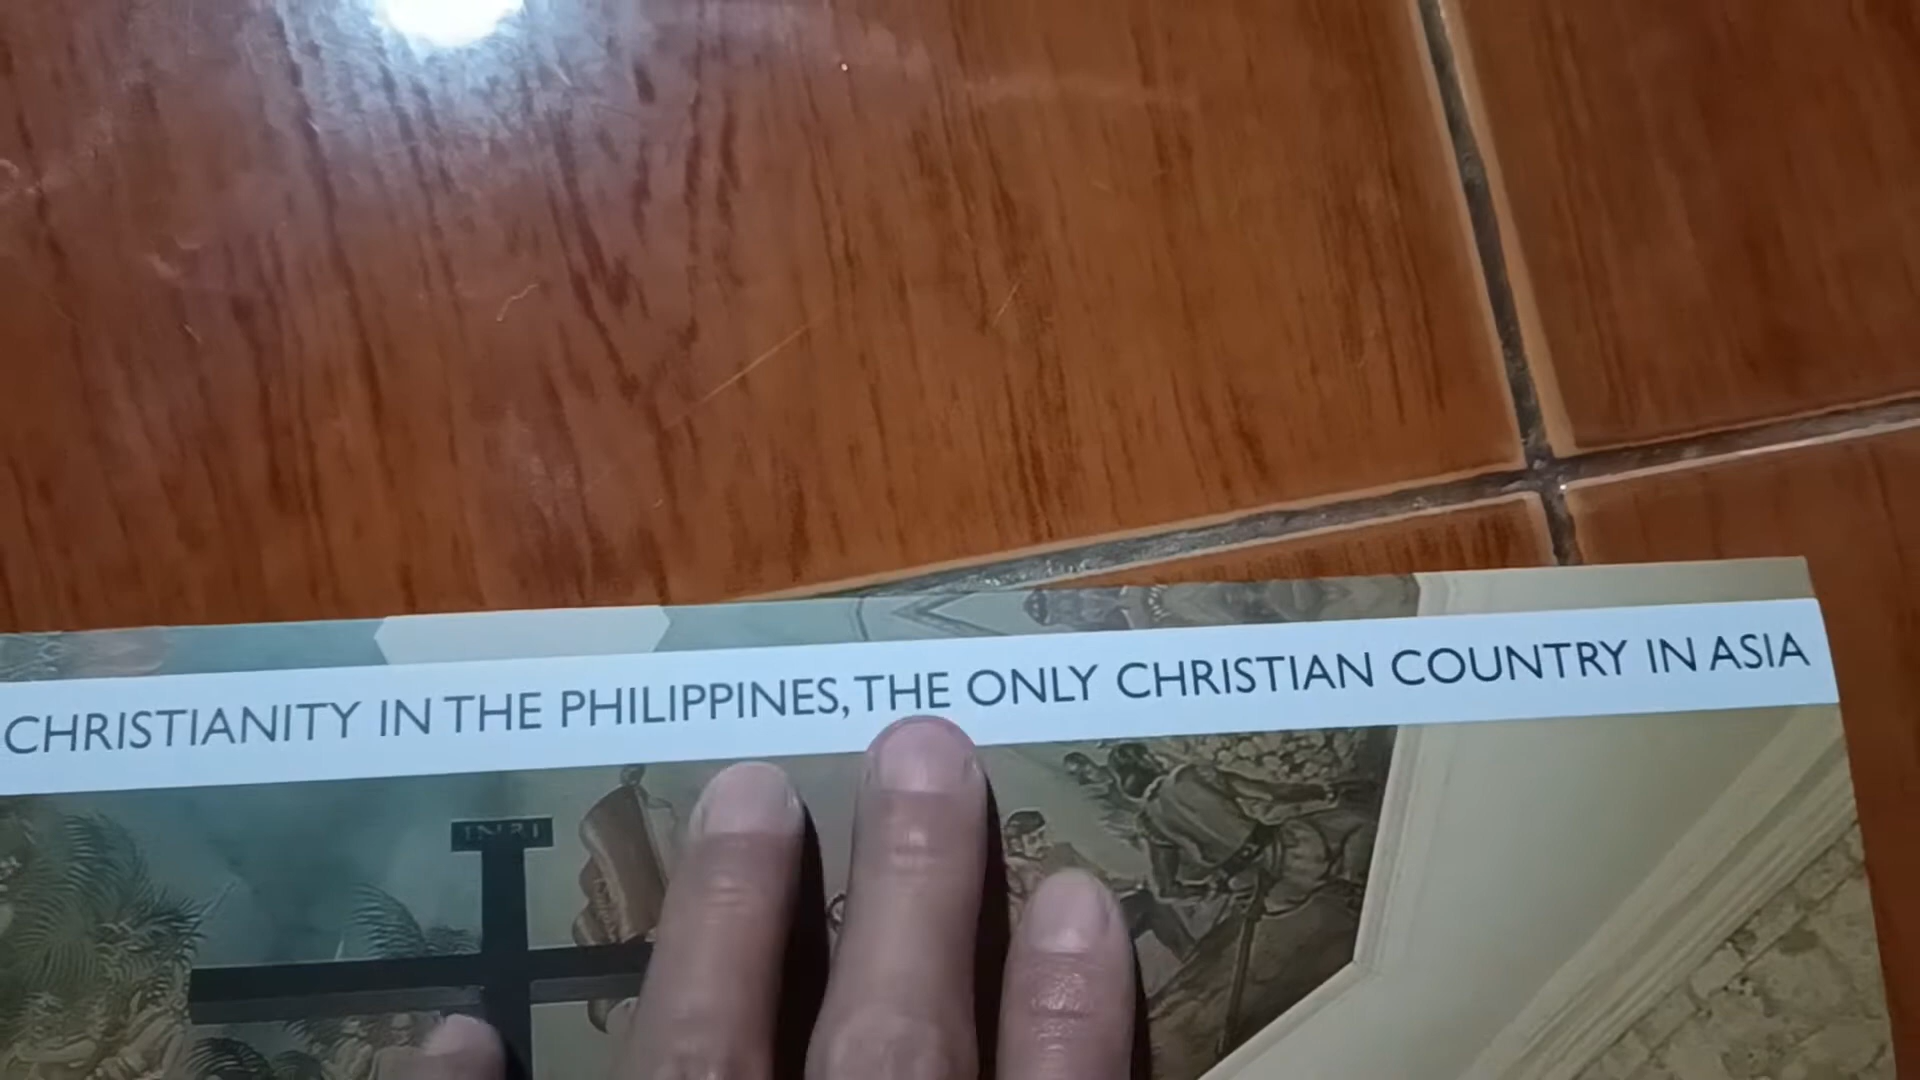 CHRISTIANITY IN THE PHILIPPINES, THE ONLY CHRISTIAN COUNTRY IN ASIA
INRI